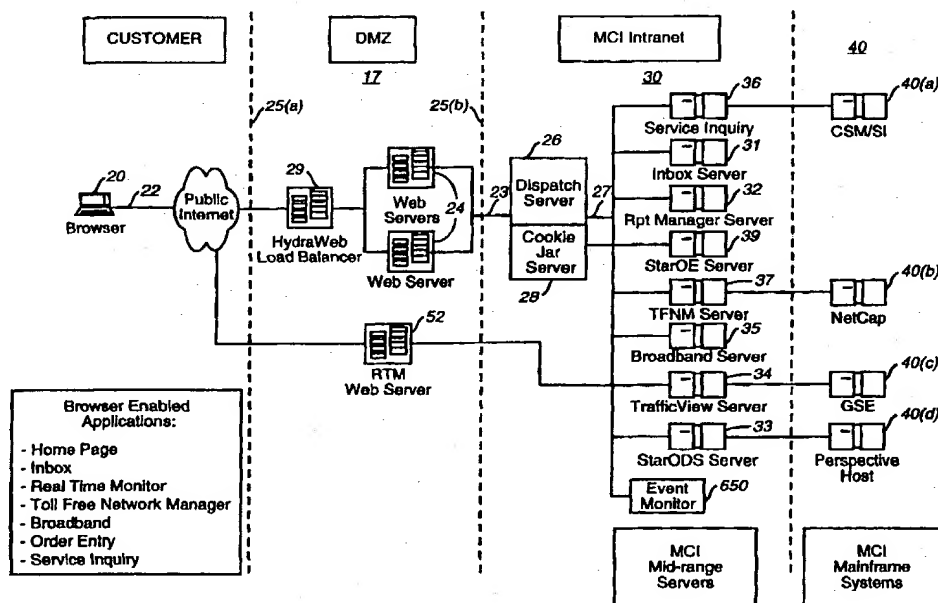 CUSTOMER
DMZ
MCI Intranet
40
17
30
25(a)
25(b)
36
40(a)
Service Inquiry
CSM/SI
26
31
Inbox Server
20
22
Browser
Public
Internet
29
HydraWeb
Load Balancer
Web
Servers
24
Web Server
23
Dispatch
Server
27
Cookie
Jar
Server
28
32
Rpt Manager Server
39
StarOE Server
37
40(b)
TFNM Server
NetCap
52
RTM
Web Server
35
Broadband Server
34
40(c)
TrafficView Server
GSE
33
40(d)
StarODS Server
Perspective
Host
Event
Monitor
650
Browser Enabled
Applications:
- Home Page
- Inbox
- Real Time Monitor
- Toll Free Network Manager
- Broadband
- Order Entry
- Service Inquiry
MCI
Mid-range
Servers
MCI
Mainframe
Systems